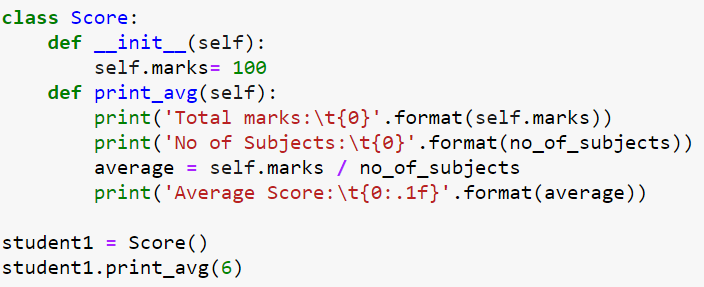 class Score:
    def __init__(self):
        self.marks= 100
    def print_avg(self):
        print('Total marks:\t{0}'.format(self.marks))
        print('No of Subjects:\t{0}'.format(no_of_subjects))
        average = self.marks / no_of_subjects
        print('Average Score:\t{0:.1f}'.format(average))

student1 = Score()
student1.print_avg(6)